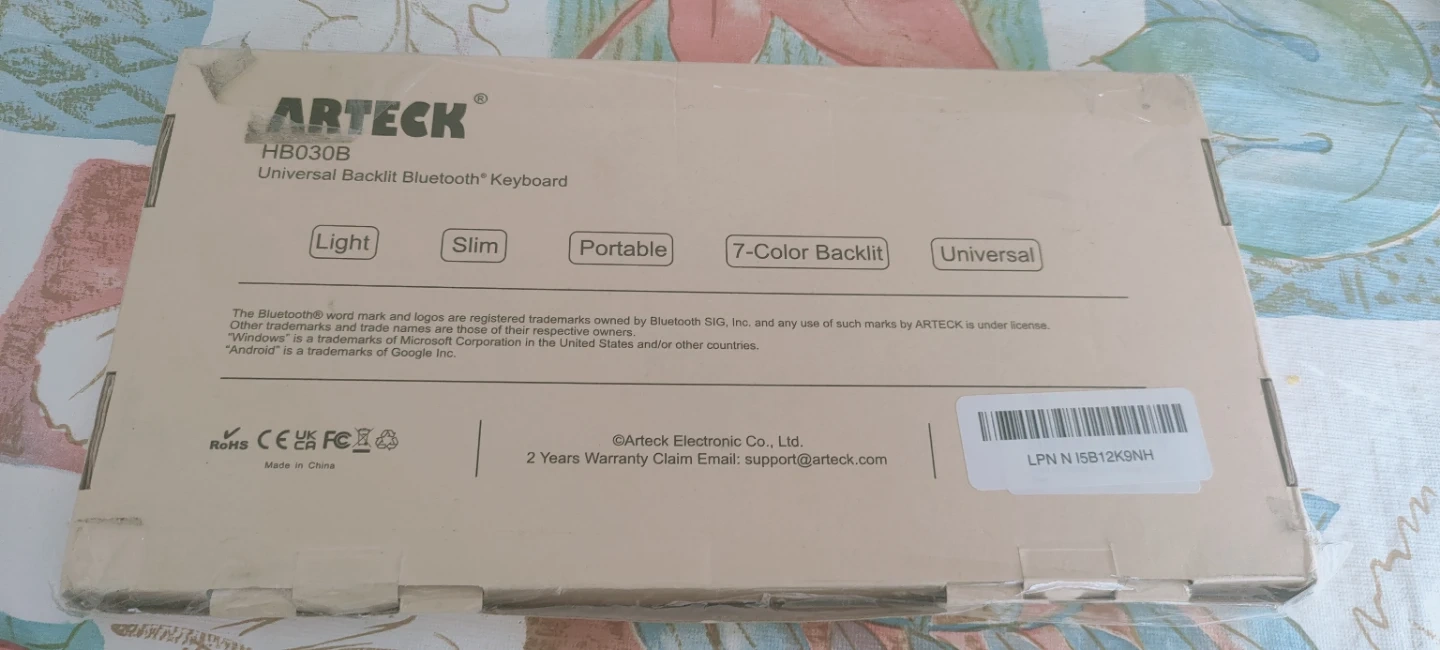 ARTECK®
HB030B
Universal Backlit Bluetooth® Keyboard
Light Slim Portable 7-Color Backlit Universal
The Bluetooth® word mark and logos are registered trademarks owned by Bluetooth SIG, Inc. and any use of such marks by ARTECK is under license.
Other trademarks and trade names are those of their respective owners.
“Windows” is a trademarks of Microsoft Corporation in the United States and/or other countries.
“Android” is a trademarks of Google Inc.
RoHS CE UK CA FC
Made in China
©Arteck Electronic Co., Ltd.
2 Years Warranty Claim Email: support@arteck.com
LPN N I5B12K9NH